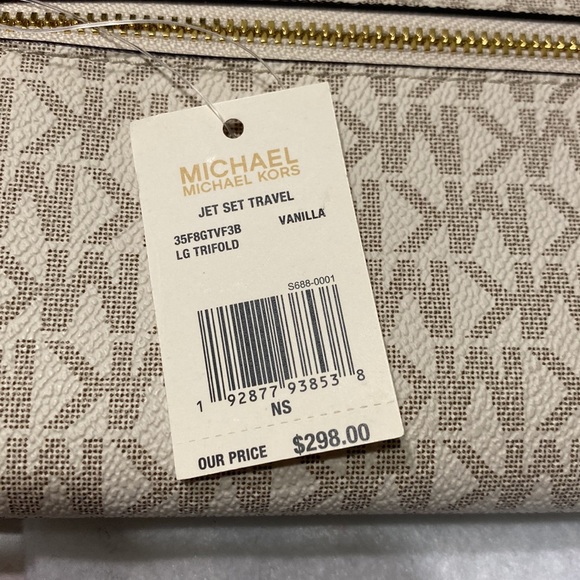 MICHAEL
MICHAEL KORS
JET SET TRAVEL
35F8GTVF3B VANILLA
LG TRIFOLD
S688-0001
1 92877 93853 8
NS
OUR PRICE $298.00